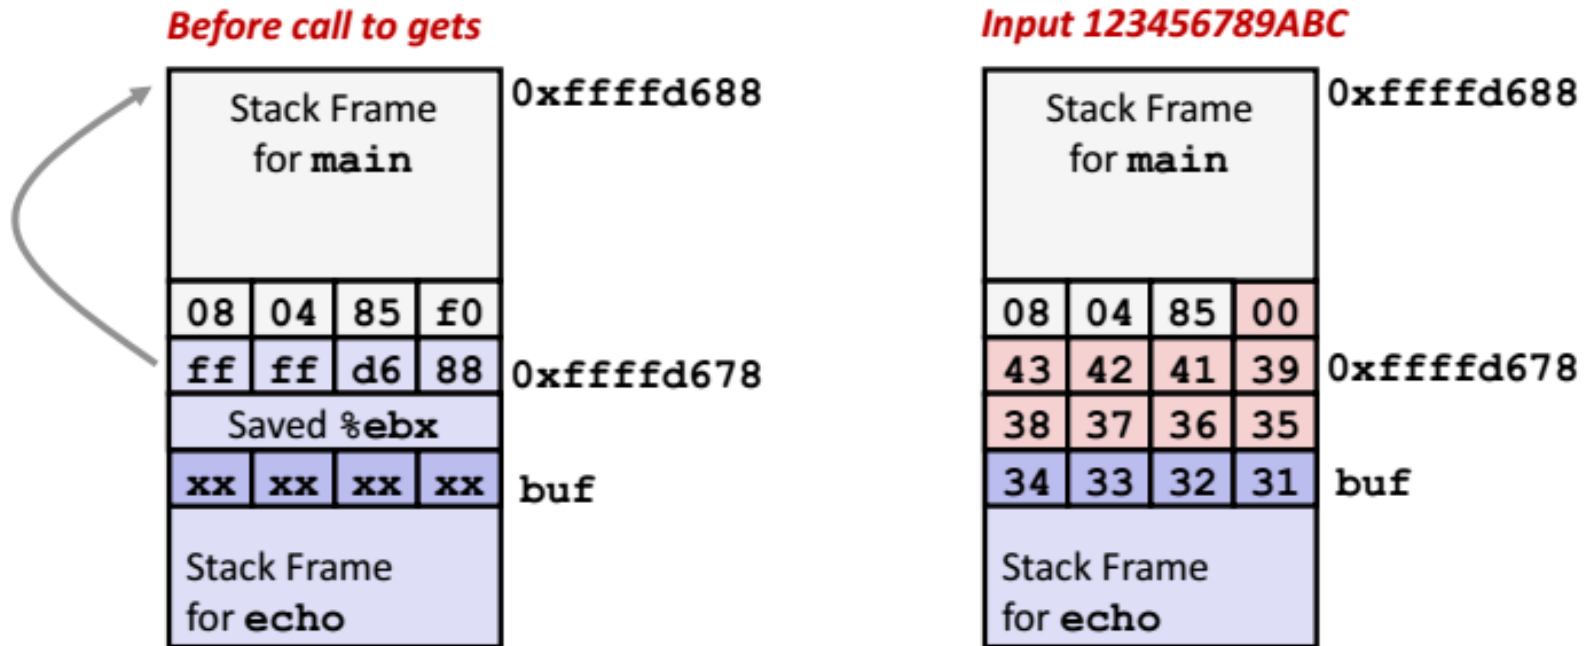 Before call to gets
Stack Frame
for main
0xffffd688
08 04 85 f0
ff ff d6 88
0xffffd678
Saved %ebx
xx xx xx xx
buf
Stack Frame
for echo
Input 123456789ABC
Stack Frame
for main
0xffffd688
08 04 85 00
43 42 41 39
0xffffd678
38 37 36 35
34 33 32 31
buf
Stack Frame
for echo